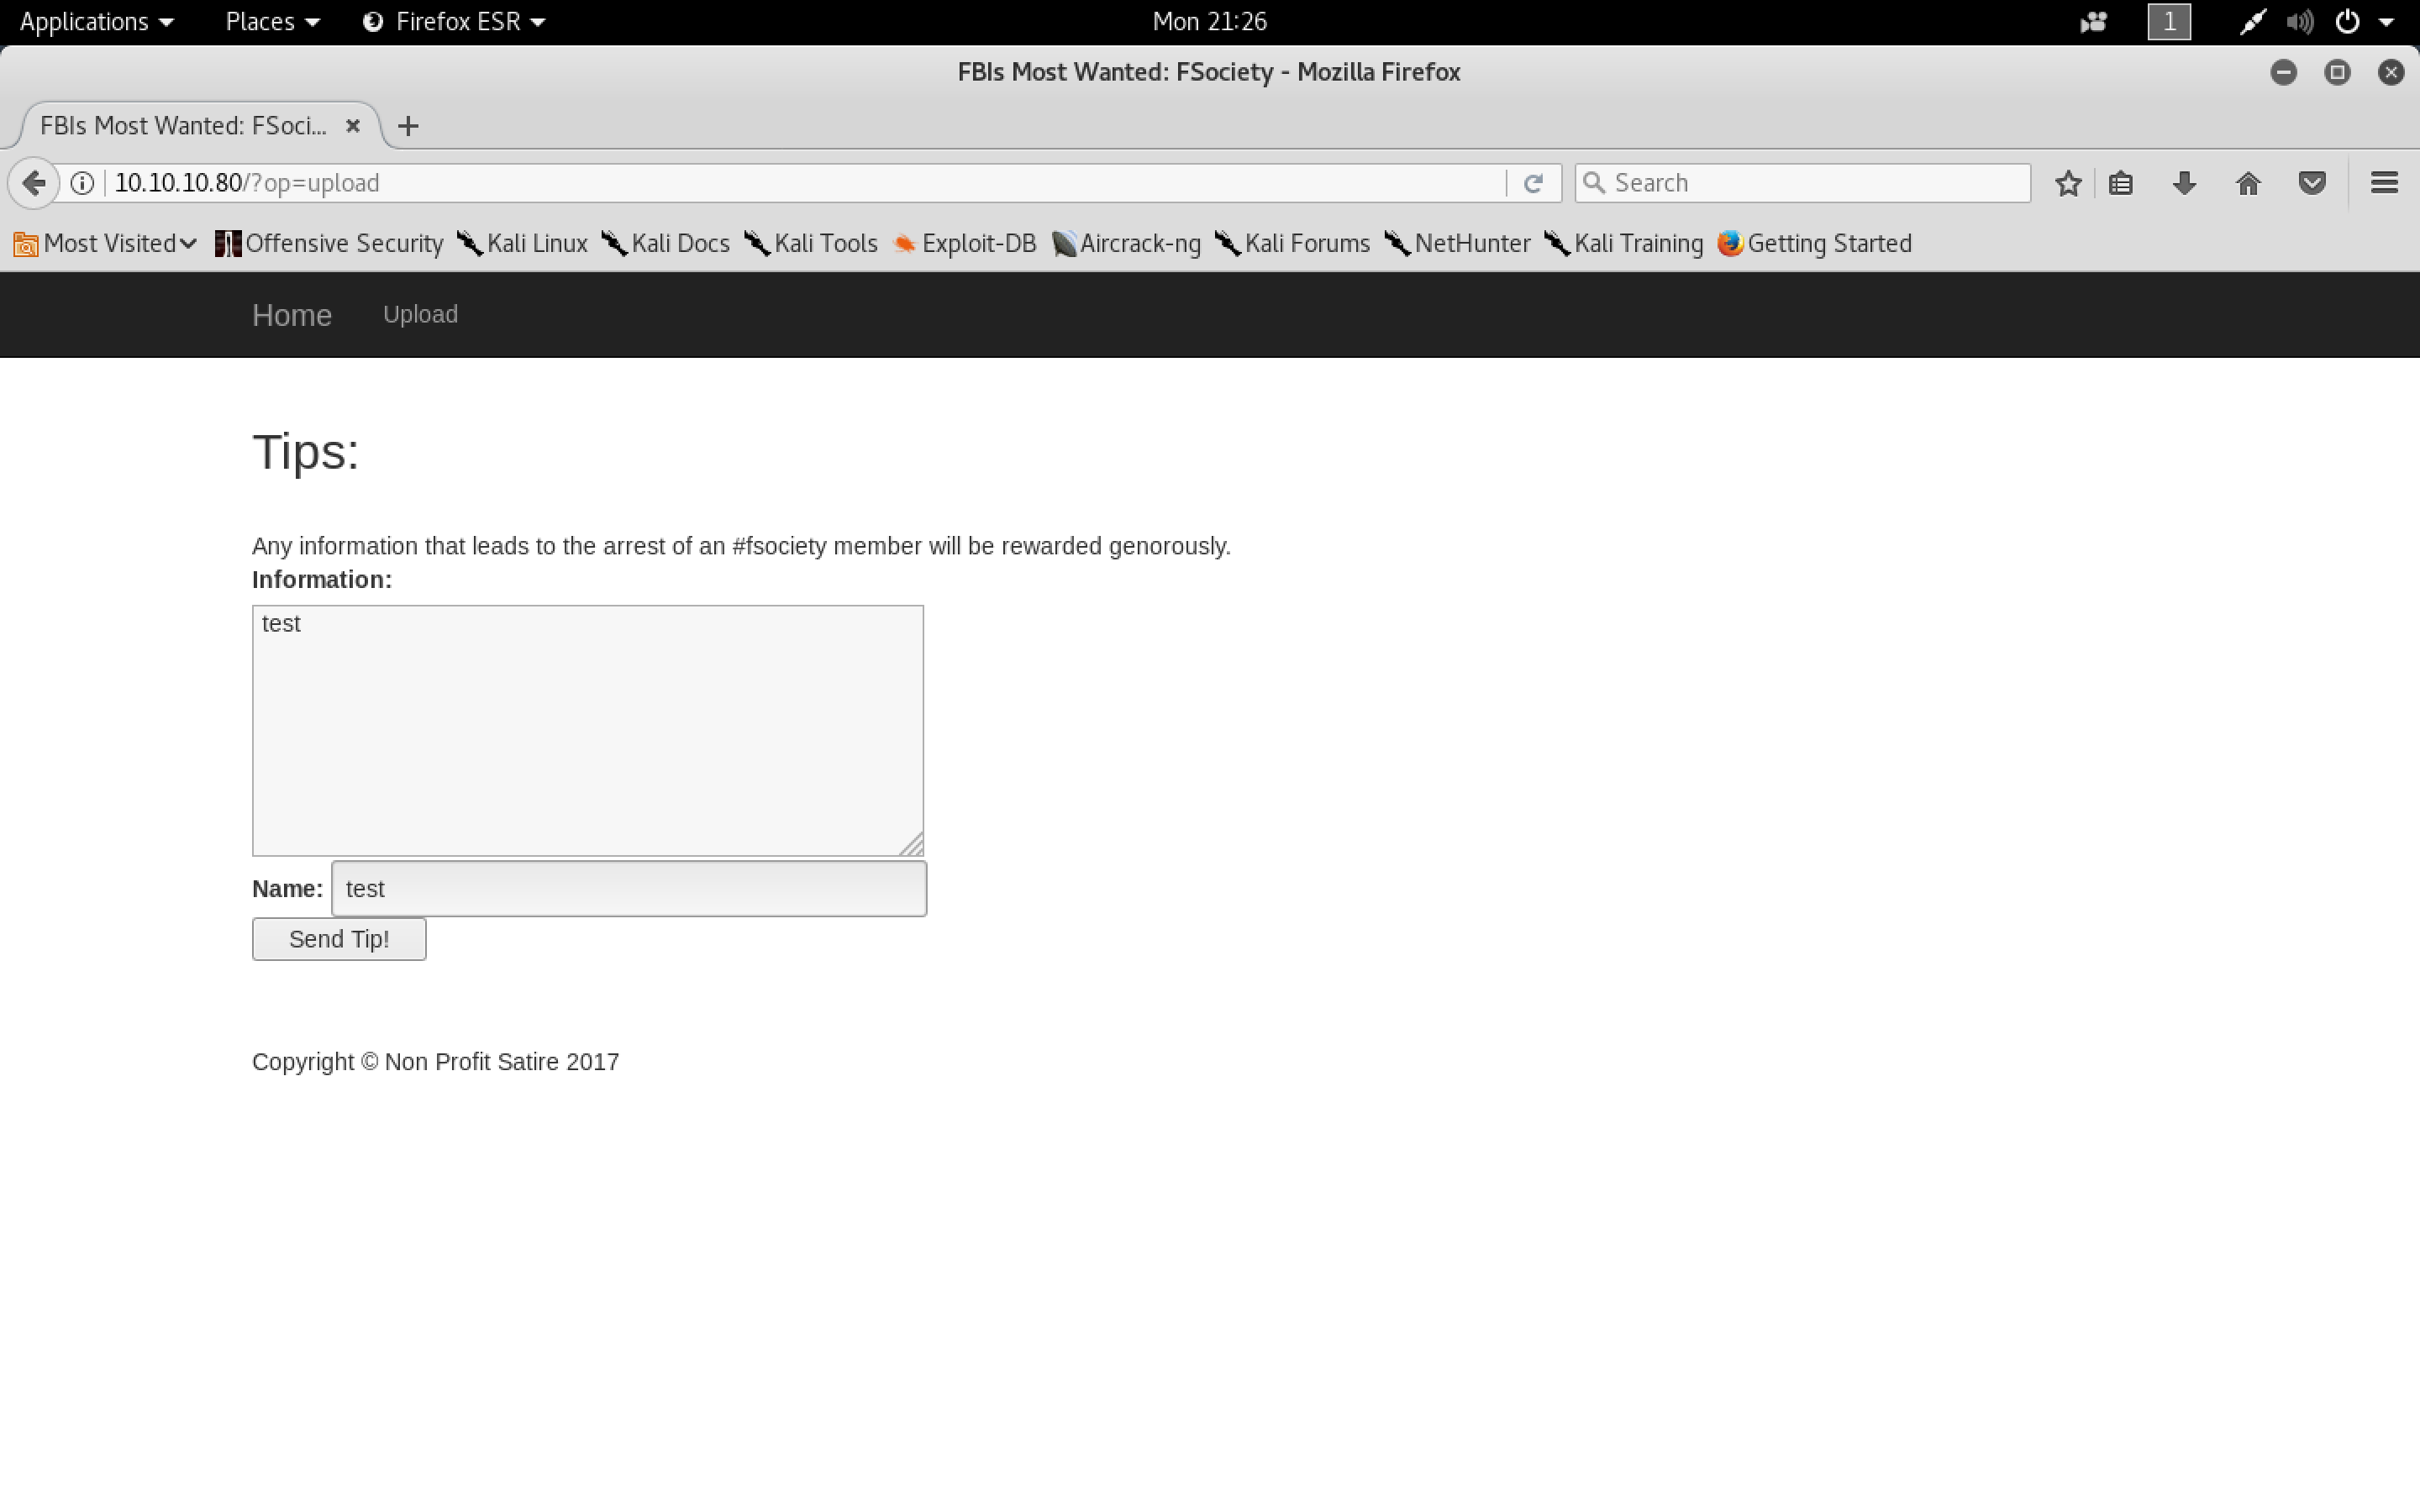 Applications Places Firefox ESR Mon 21:26 1
FBIs Most Wanted: FSociety - Mozilla Firefox
FBIs Most Wanted: FSoci...
10.10.10.80/?op=upload Search
Most Visited Offensive Security Kali Linux Kali Docs Kali Tools Exploit-DB Aircrack-ng Kali Forums NetHunter Kali Training Getting Started
Home Upload
Tips:
Any information that leads to the arrest of an #fsociety member will be rewarded genorously.
Information:
test
Name: test
Send Tip!
Copyright © Non Profit Satire 2017